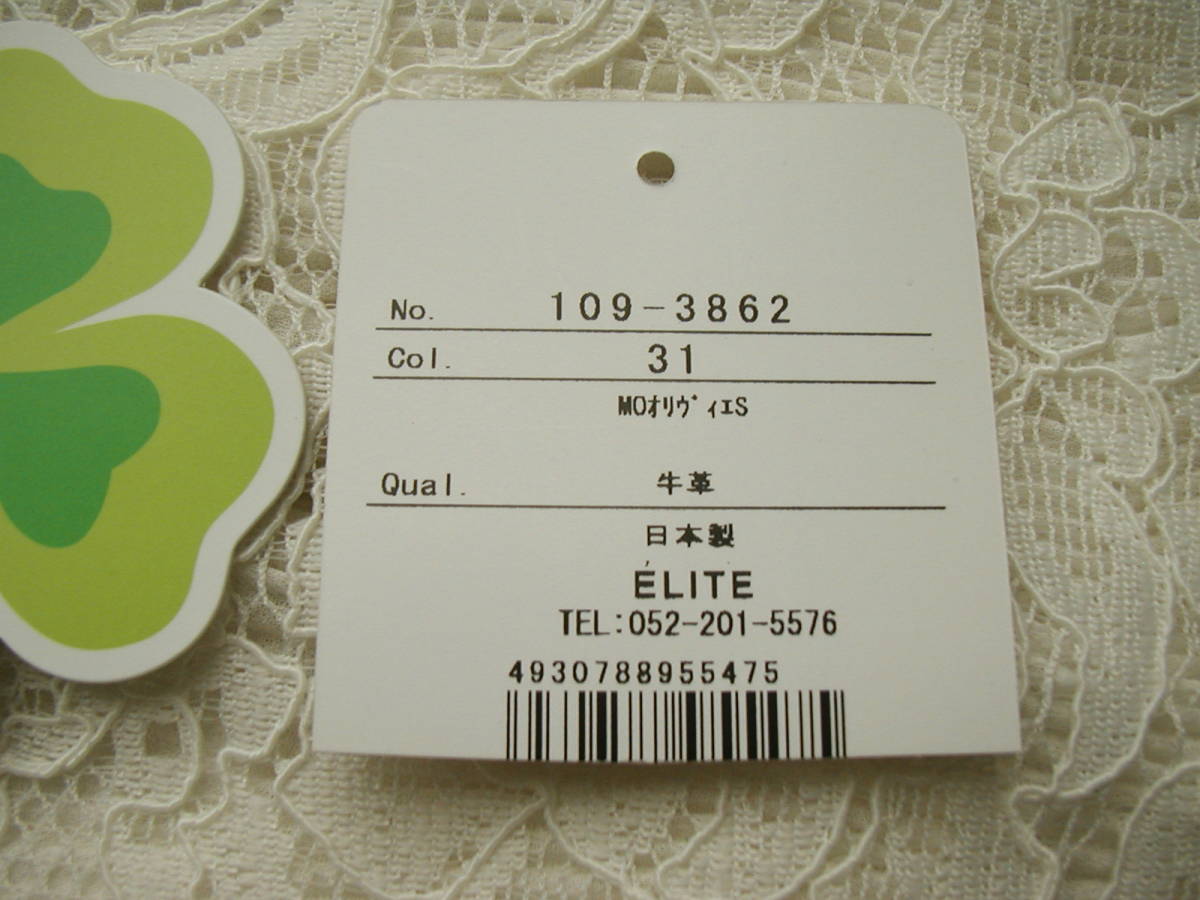 No. 109-3862
Col. 31
MOｵﾘｳﾞｨｴS
Qual. 牛革
日本製
ÉLITE
TEL:052-201-5576
4930788955475